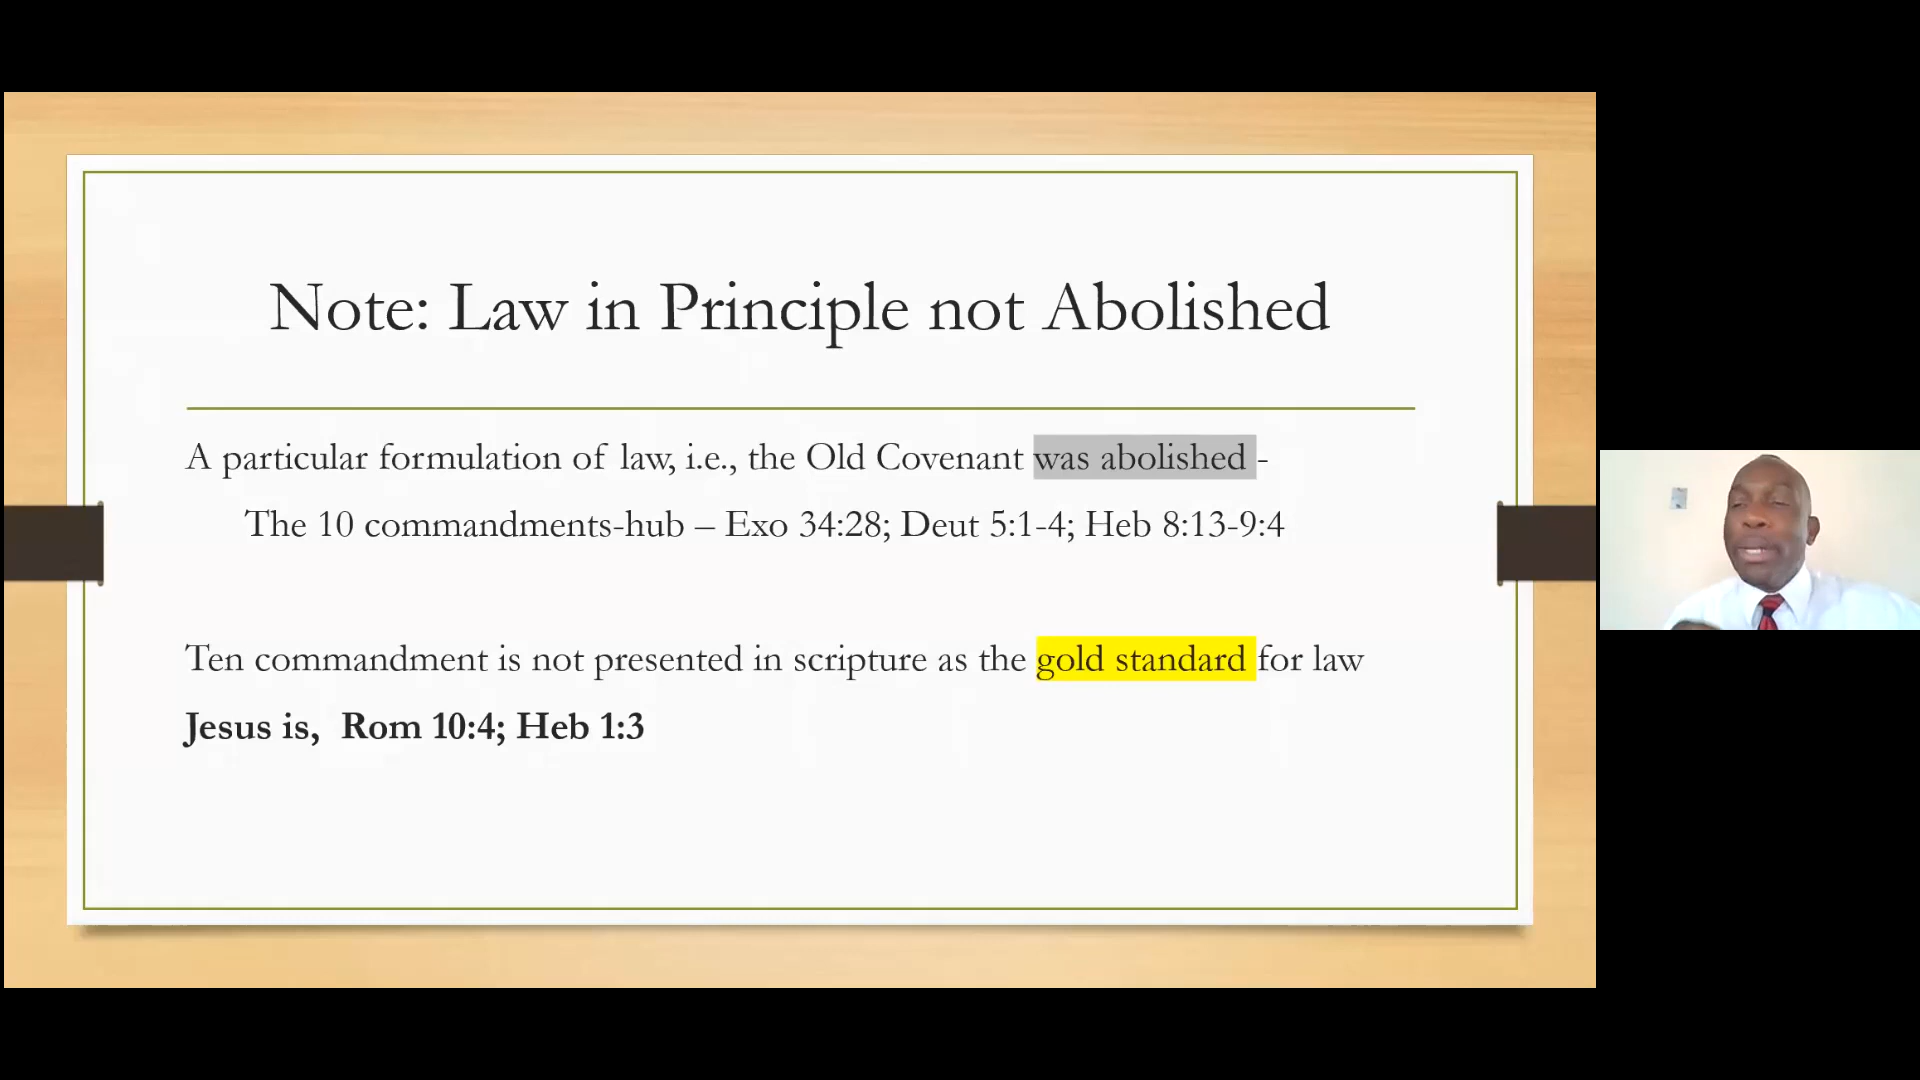 Note: Law in Principle not Abolished
A particular formulation of law, i.e., the Old Covenant was abolished -
The 10 commandments-hub – Exo 34:28; Deut 5:1-4; Heb 8:13-9:4
Ten commandment is not presented in scripture as the gold standard for law
Jesus is, Rom 10:4; Heb 1:3